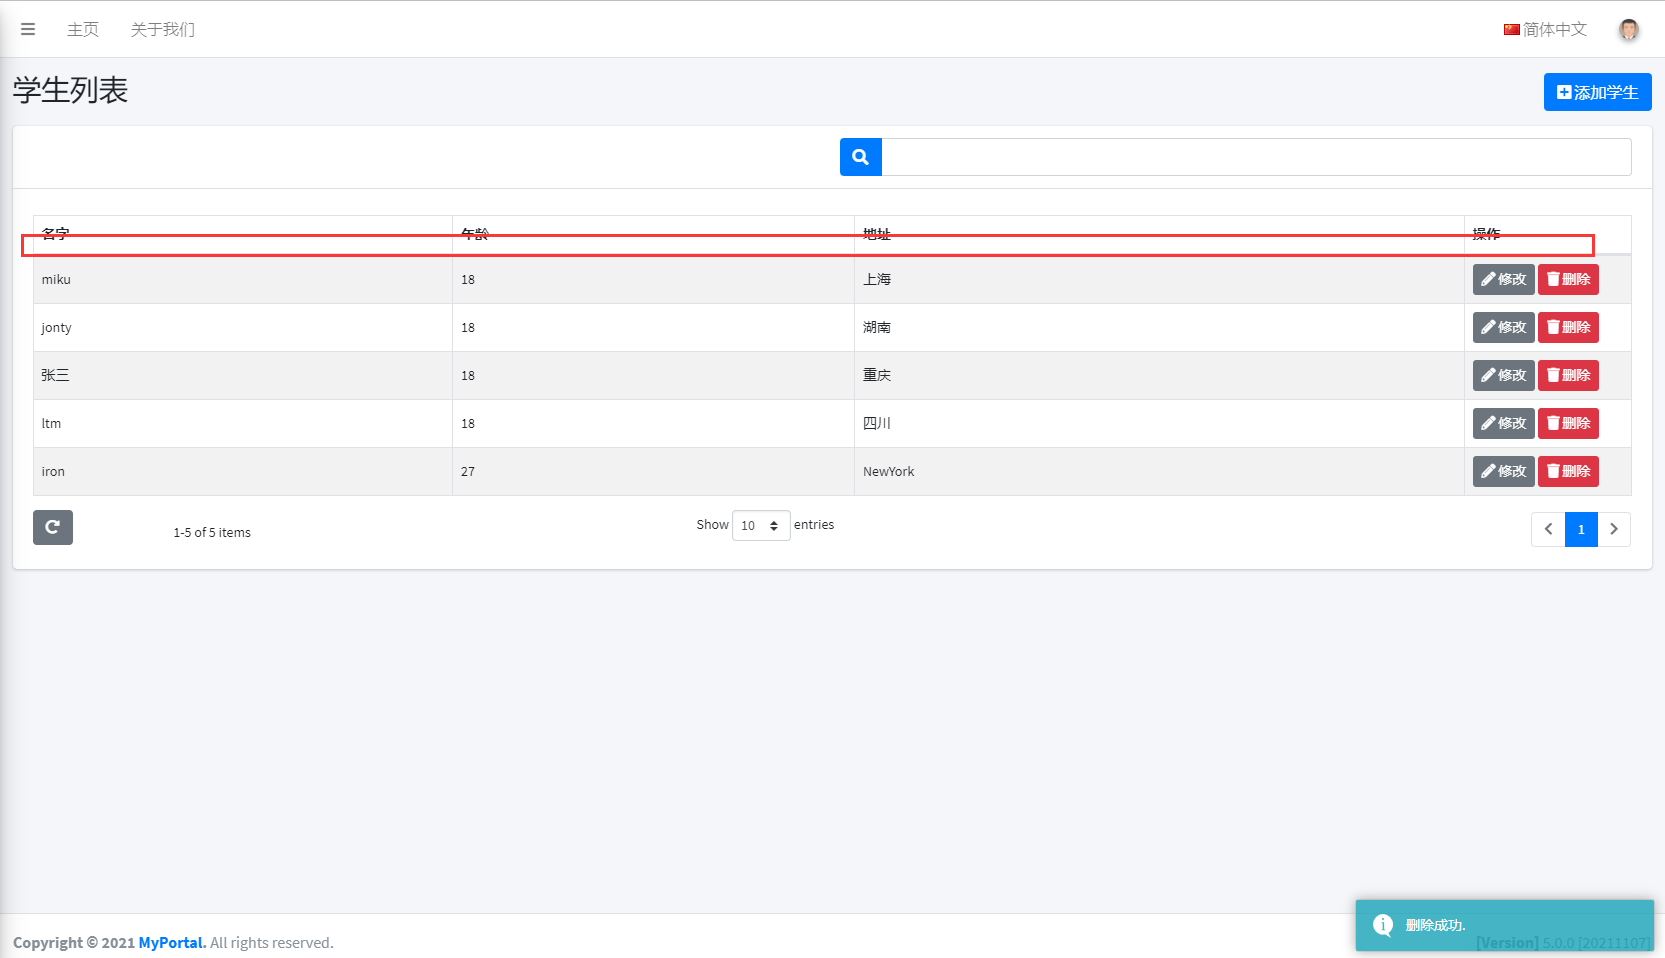 主页 关于我们 简体中文
学生列表 添加学生
名字 年龄 地址 操作
miku 18 上海 修改 删除
jonty 18 湖南 修改 删除
张三 18 重庆 修改 删除
ltm 18 四川 修改 删除
iron 27 NewYork 修改 删除
1-5 of 5 items Show 10 entries 1
删除成功.
Copyright © 2021 MyPortal. All rights reserved. [Version] 5.0.0 [20211107]